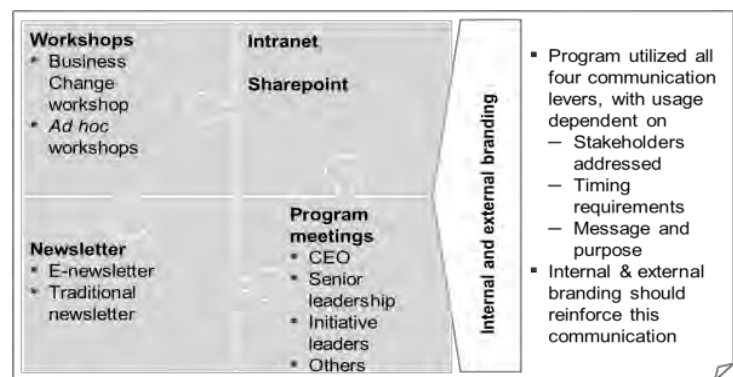 Workshops
• Business
Change
workshop
• Ad hoc
workshops
Intranet
Sharepoint
Newsletter
• E-newsletter
• Traditional
newsletter
Program
meetings
• CEO
• Senior
leadership
• Initiative
leaders
• Others
Internal and external branding
▪ Program utilized all
four communication
levers, with usage
dependent on
– Stakeholders
addressed
– Timing
requirements
– Message and
purpose
▪ Internal & external
branding should
reinforce this
communication